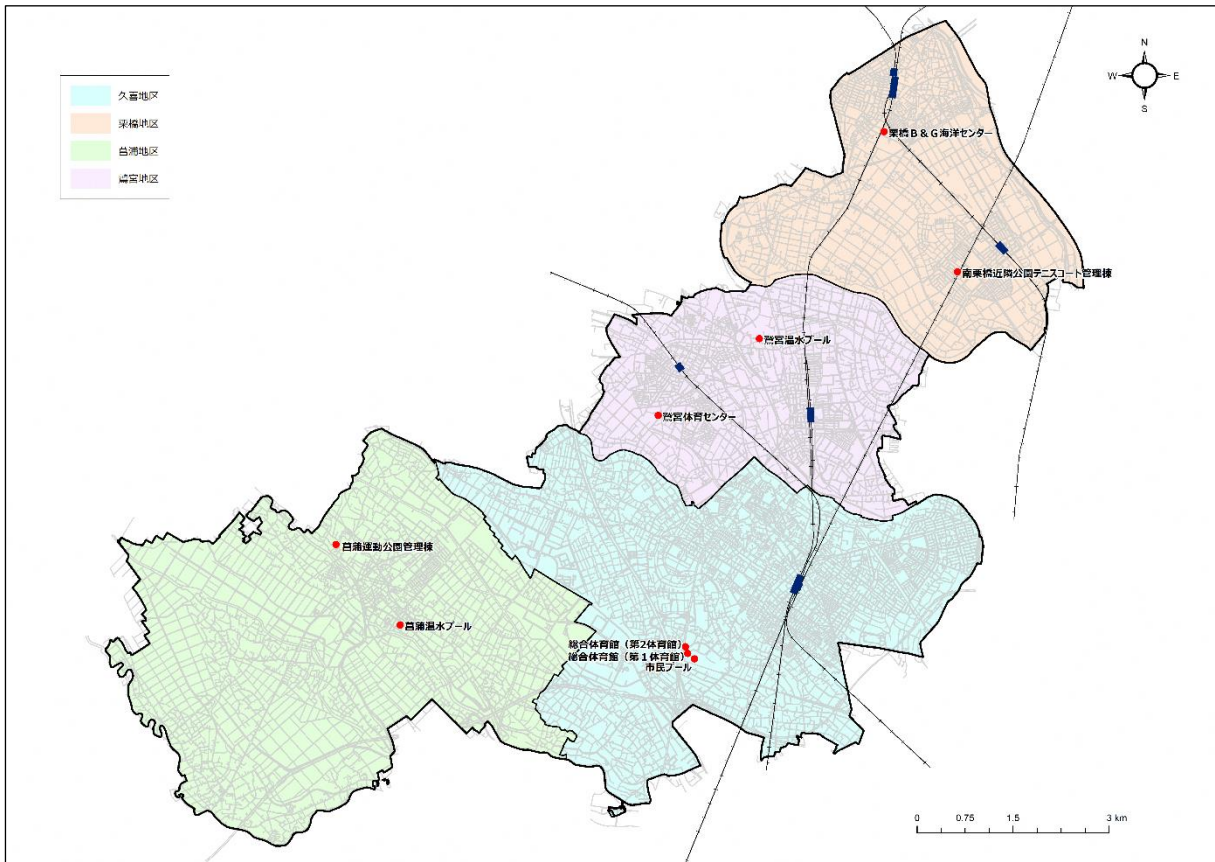 久喜地区
栗橋地区
菖蒲地区
鷲宮地区
N
W
E
S
栗橋B&G海洋センター
南栗橋近隣公園テニスコート管理棟
鷲宮温水プール
鷲宮体育センター
菖蒲運動公園管理棟
菖蒲温水プール
総合体育館（第2体育館）
総合体育館（第1体育館）
市民プール
0 0.75 1.5 3 km